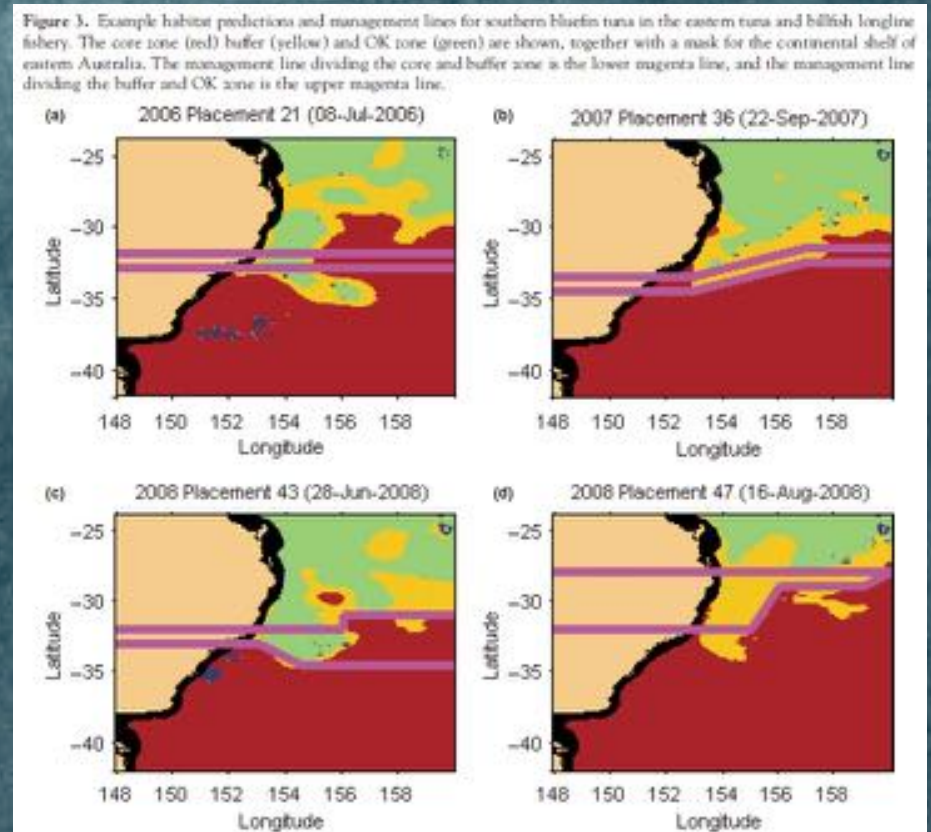 Figure 3. Example habitat predictions and management lines for southern bluefin tuna in the eastern tuna and billfish longline
fishery. The core zone (red) buffer (yellow) and OK zone (green) are shown, together with a mask for the continental shelf of
eastern Australia. The management line dividing the core and buffer zone is the lower magenta line, and the management line
dividing the buffer and OK zone is the upper magenta line.
(a) 2006 Placement 21 (08-Jul-2006)
−25
−30
−35
−40
Latitude
148 150 152 154 156 158
Longitude
(b) 2007 Placement 36 (22-Sep-2007)
−25
−30
−35
−40
Latitude
148 150 152 154 156 158
Longitude
(c) 2008 Placement 43 (28-Jun-2008)
−25
−30
−35
−40
Latitude
148 150 152 154 156 158
Longitude
(d) 2008 Placement 47 (16-Aug-2008)
−25
−30
−35
−40
Latitude
148 150 152 154 156 158
Longitude